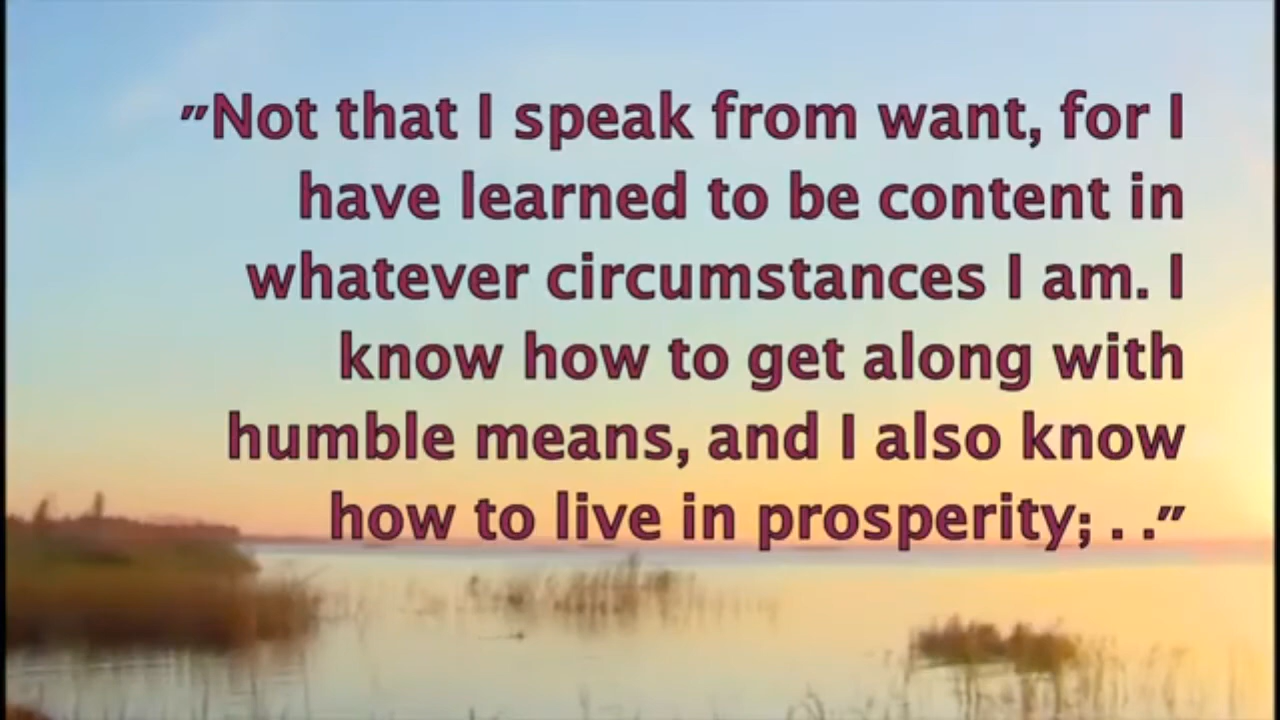 "Not that I speak from want, for I
have learned to be content in
whatever circumstances I am. I
know how to get along with
humble means, and I also know
how to live in prosperity; . ."